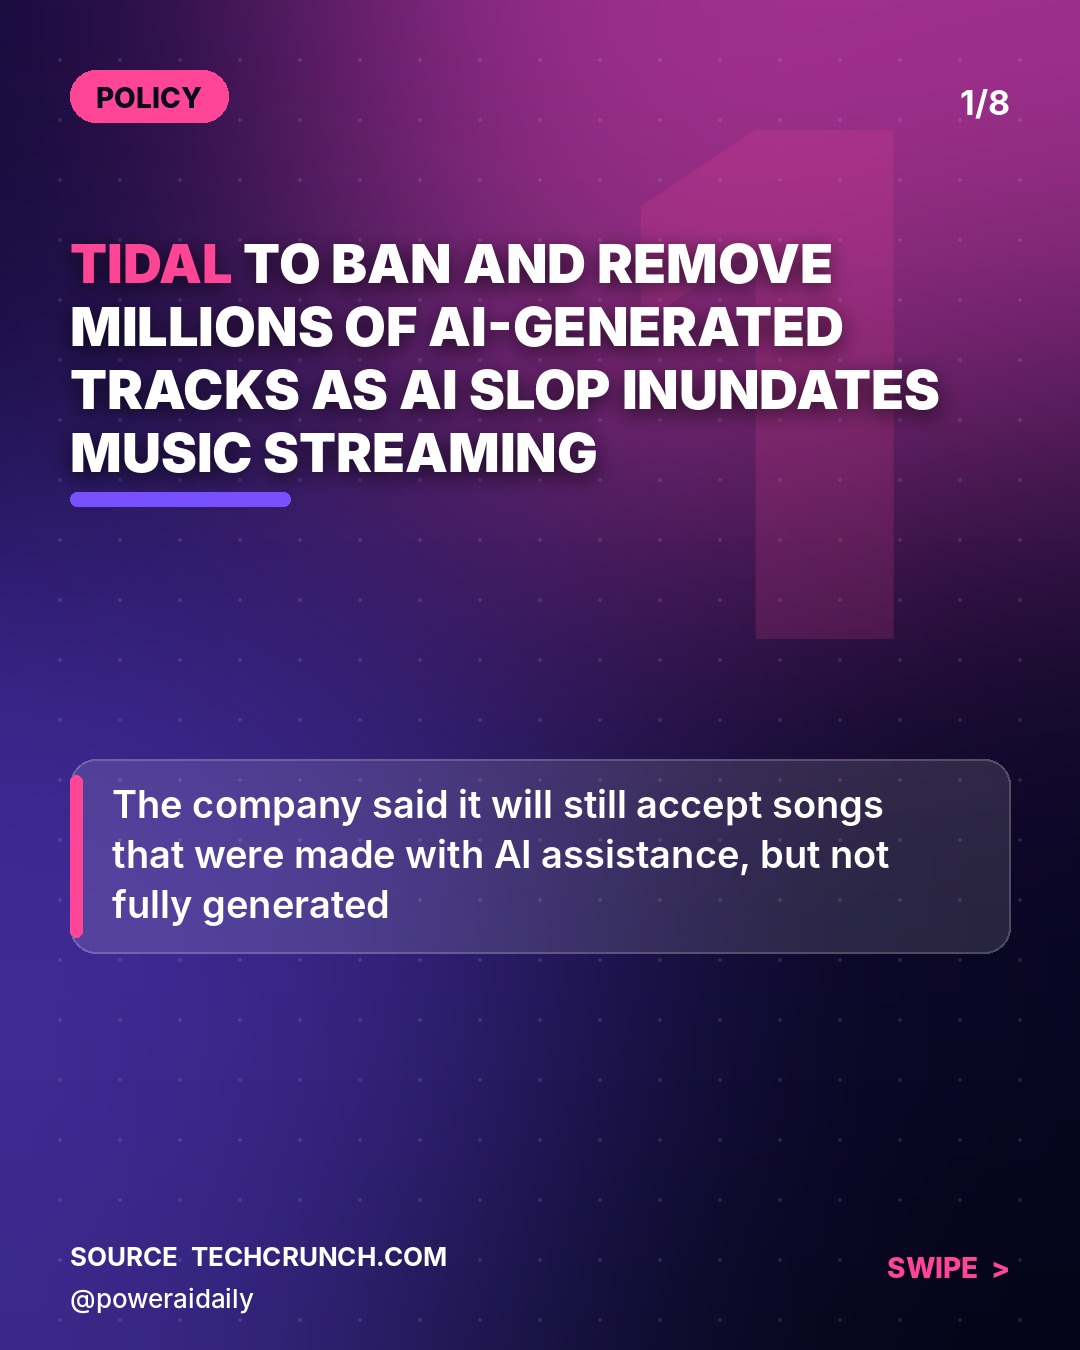 POLICY
1/8
1
TIDAL TO BAN AND REMOVE
MILLIONS OF AI-GENERATED
TRACKS AS AI SLOP INUNDATES
MUSIC STREAMING
The company said it will still accept songs
that were made with AI assistance, but not
fully generated
SOURCE TECHCRUNCH.COM
@poweraidaily
SWIPE >